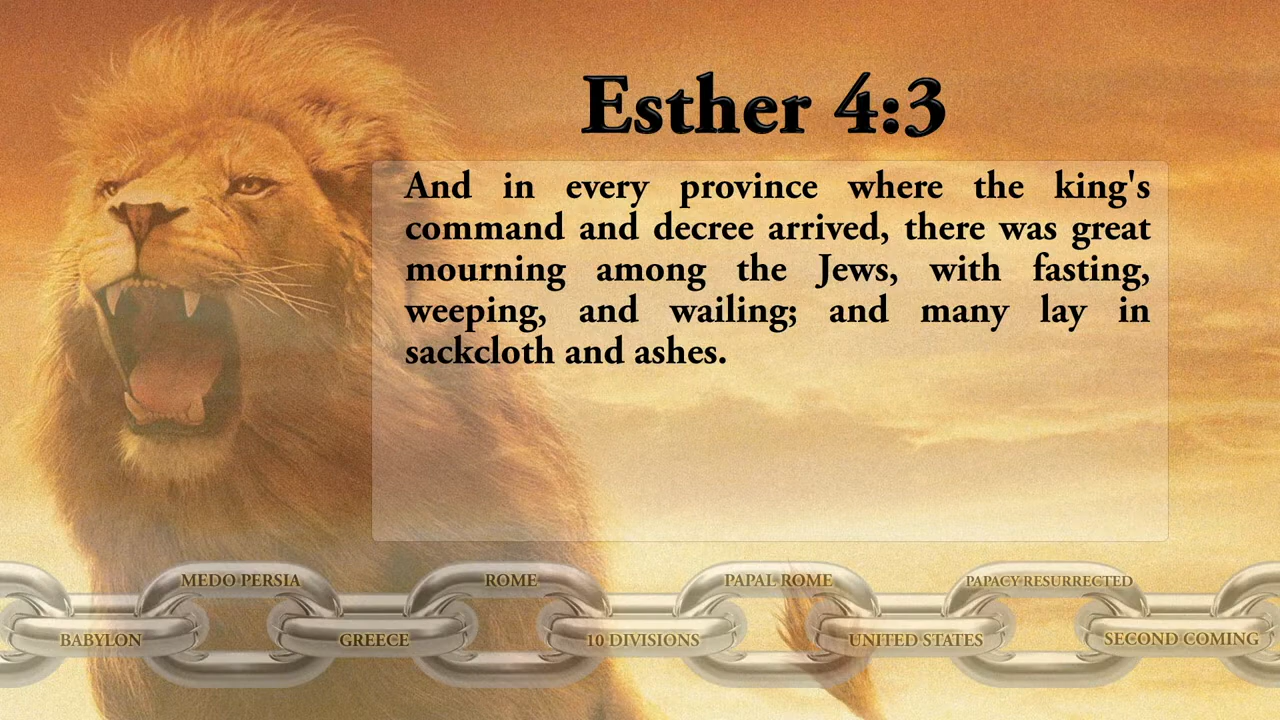 Esther 4:3
And in every province where the king's
command and decree arrived, there was great
mourning among the Jews, with fasting,
weeping, and wailing; and many lay in
sackcloth and ashes.
MEDO PERSIA ROME PAPAL ROME PAPACY RESURRECTED
BABYLON GREECE 10 DIVISIONS UNITED STATES SECOND COMING